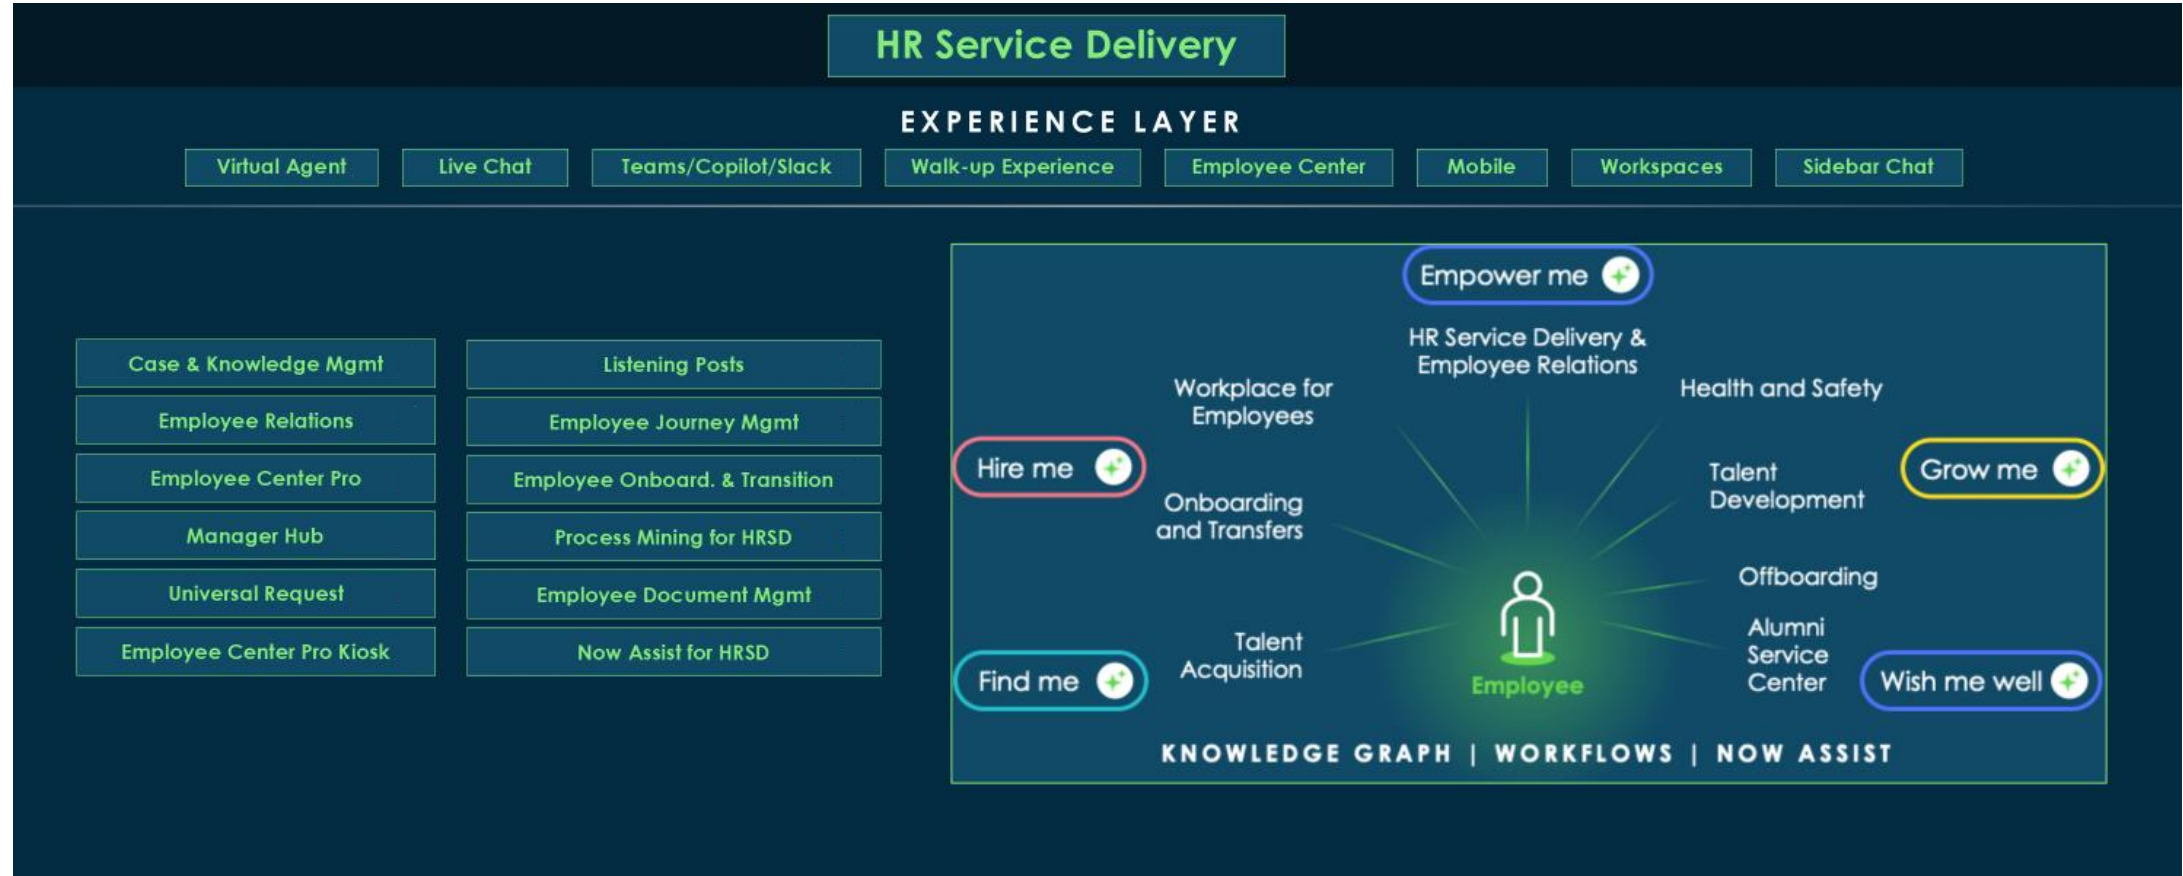 HR Service Delivery
EXPERIENCE LAYER
Virtual Agent
Live Chat
Teams/Copilot/Slack
Walk-up Experience
Employee Center
Mobile
Workspaces
Sidebar Chat
Case & Knowledge Mgmt
Employee Relations
Employee Center Pro
Manager Hub
Universal Request
Employee Center Pro Kiosk
Listening Posts
Employee Journey Mgmt
Employee Onboard. & Transition
Process Mining for HRSD
Employee Document Mgmt
Now Assist for HRSD
Empower me
HR Service Delivery &
Employee Relations
Workplace for
Employees
Health and Safety
Hire me
Onboarding
and Transfers
Talent
Development
Grow me
Offboarding
Find me
Talent
Acquisition
Employee
Alumni
Service
Center
Wish me well
KNOWLEDGE GRAPH | WORKFLOWS | NOW ASSIST